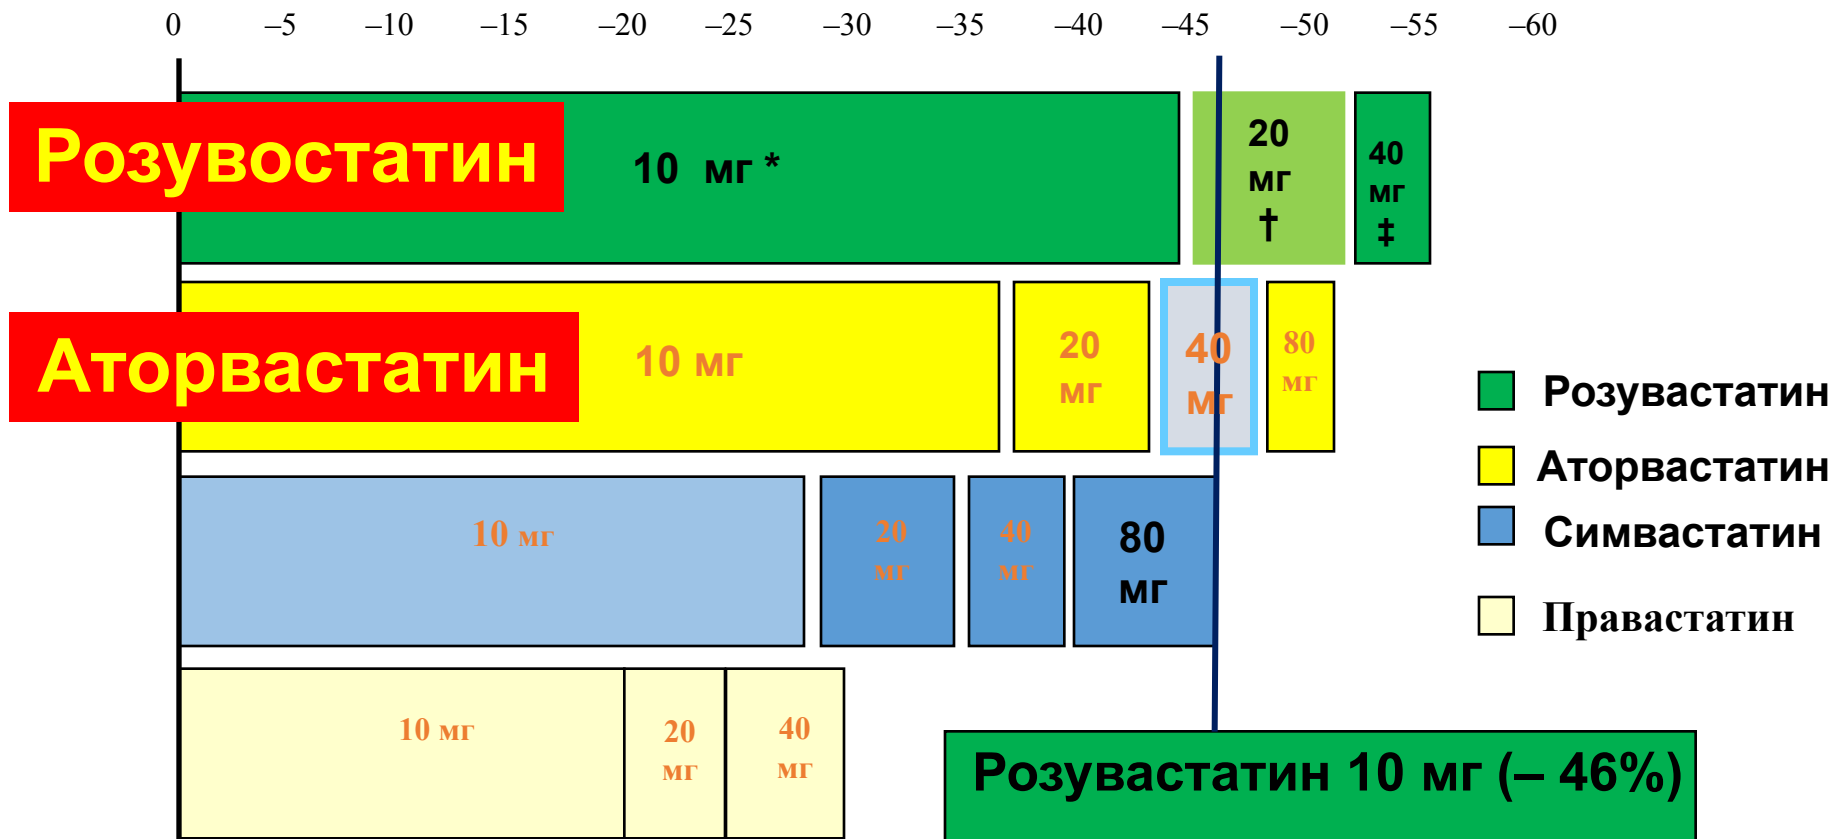 0 –5 –10 –15 –20 –25 –30 –35 –40 –45 –50 –55 –60
Розувостатин
10 мг *
20
мг
†
40
мг
‡
Аторвастатин
10 мг
20
мг
40
мг
80
мг
10 мг
20
мг
40
мг
80
мг
10 мг
20
мг
40
мг
Розувастатин
Аторвастатин
Симвастатин
Правастатин
Розувастатин 10 мг (– 46%)